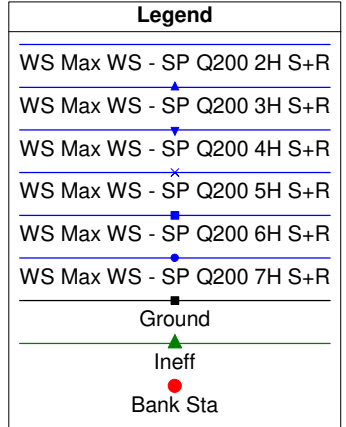 Legend
WS Max WS - SP Q200 2H S+R
WS Max WS - SP Q200 3H S+R
WS Max WS - SP Q200 4H S+R
WS Max WS - SP Q200 5H S+R
WS Max WS - SP Q200 6H S+R
WS Max WS - SP Q200 7H S+R
Ground
Ineff
Bank Sta